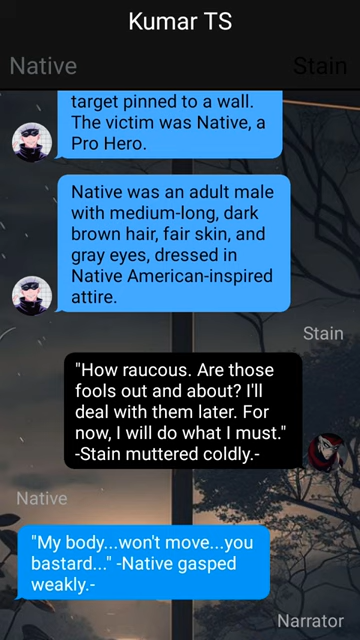 Kumar TS
Native
Stain
target pinned to a wall.
The victim was Native, a
Pro Hero.
Native was an adult male
with medium-long, dark
brown hair, fair skin, and
gray eyes, dressed in
Native American-inspired
attire.
Stain
"How raucous. Are those
fools out and about? I'll
deal with them later. For
now, I will do what I must."
-Stain muttered coldly.-
Native
"My body...won't move...you
bastard..." -Native gasped
weakly.-
Narrator